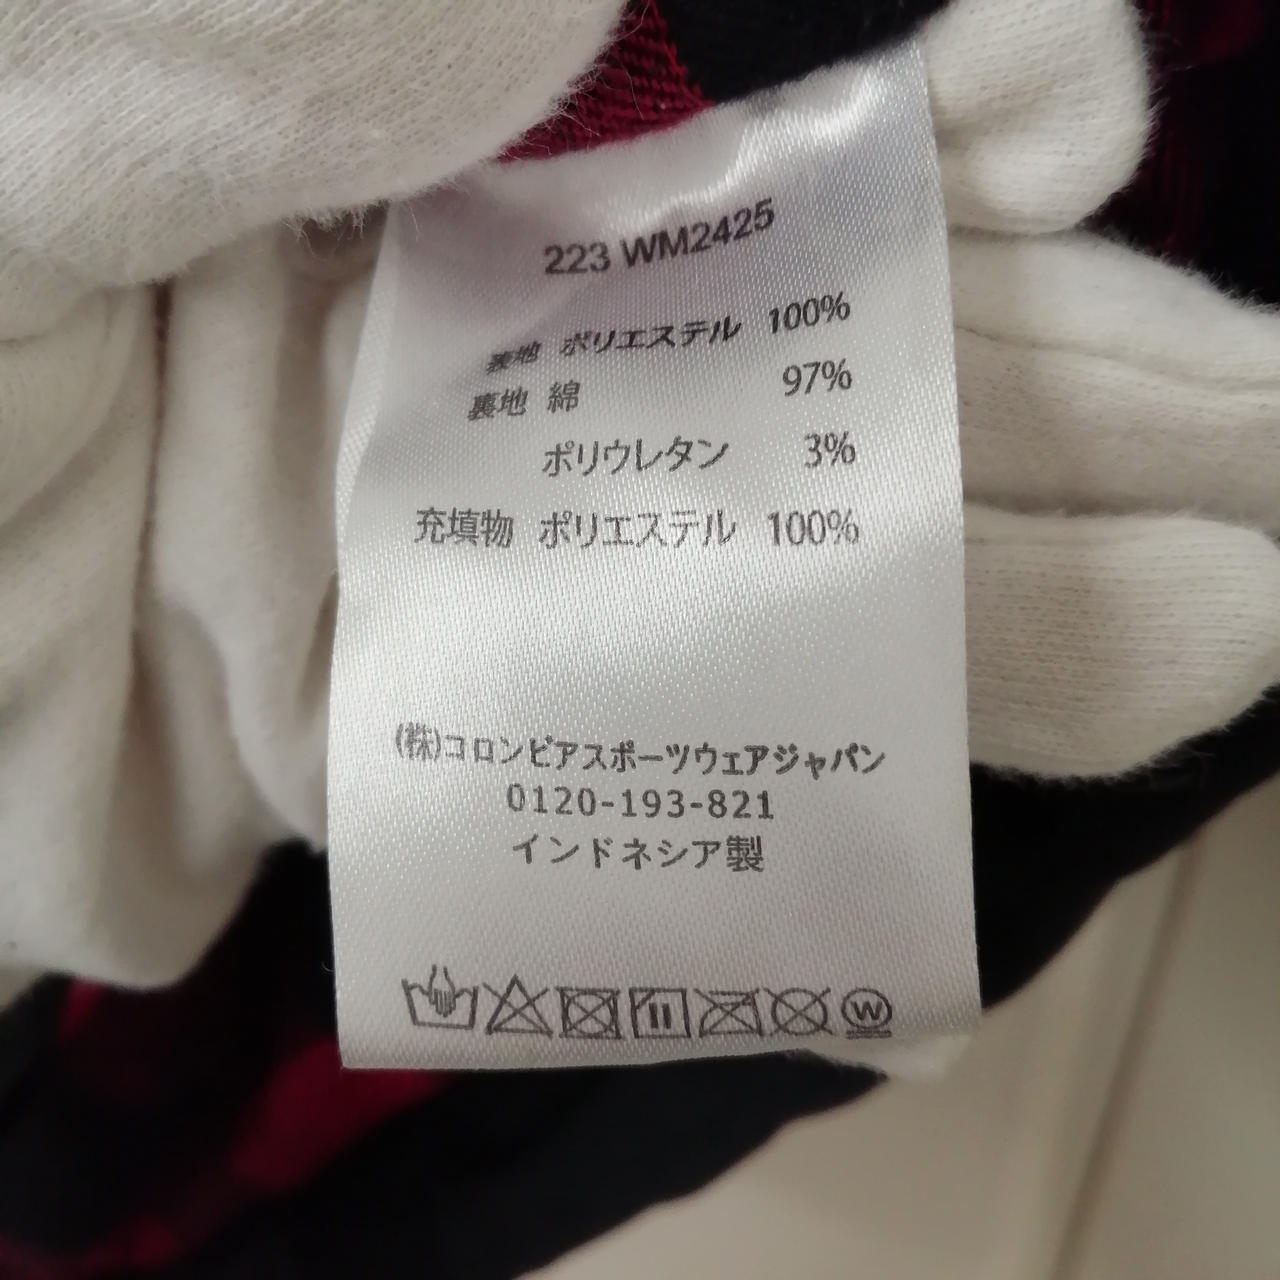 223 WM2425
表地 ポリエステル 100%
裏地 綿 97%
ポリウレタン 3%
充填物 ポリエステル 100%
(株)コロンビアスポーツウェアジャパン
0120-193-821
インドネシア製
W